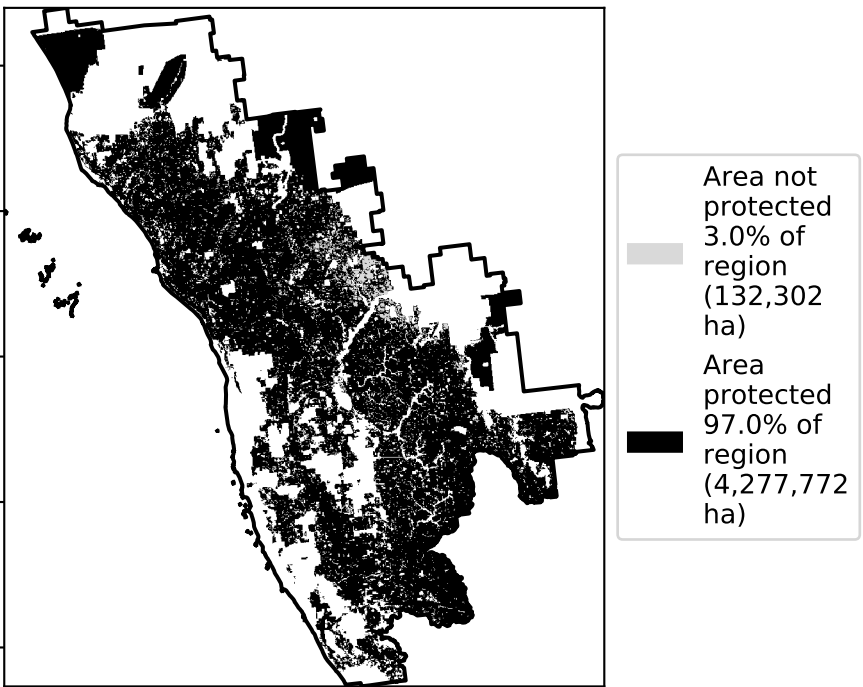 Area not
protected
3.0% of
region
(132,302
ha)
Area
protected
97.0% of
region
(4,277,772
ha)